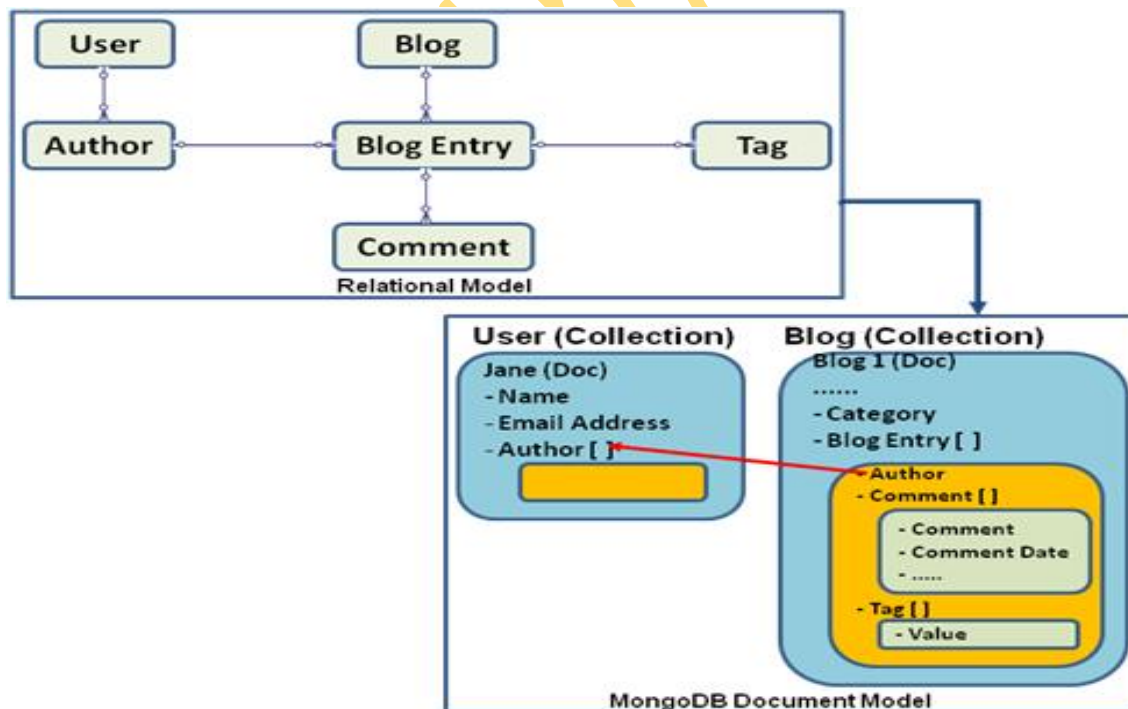 User
Blog
Author
Blog Entry
Tag
Comment
Relational Model
User (Collection)
Blog (Collection)
Jane (Doc)
- Name
- Email Address
- Author [ ]
Blog 1 (Doc)
......
- Category
- Blog Entry [ ]
- Author
- Comment [ ]
- Comment
- Comment Date
- .....
- Tag [ ]
- Value
MongoDB Document Model